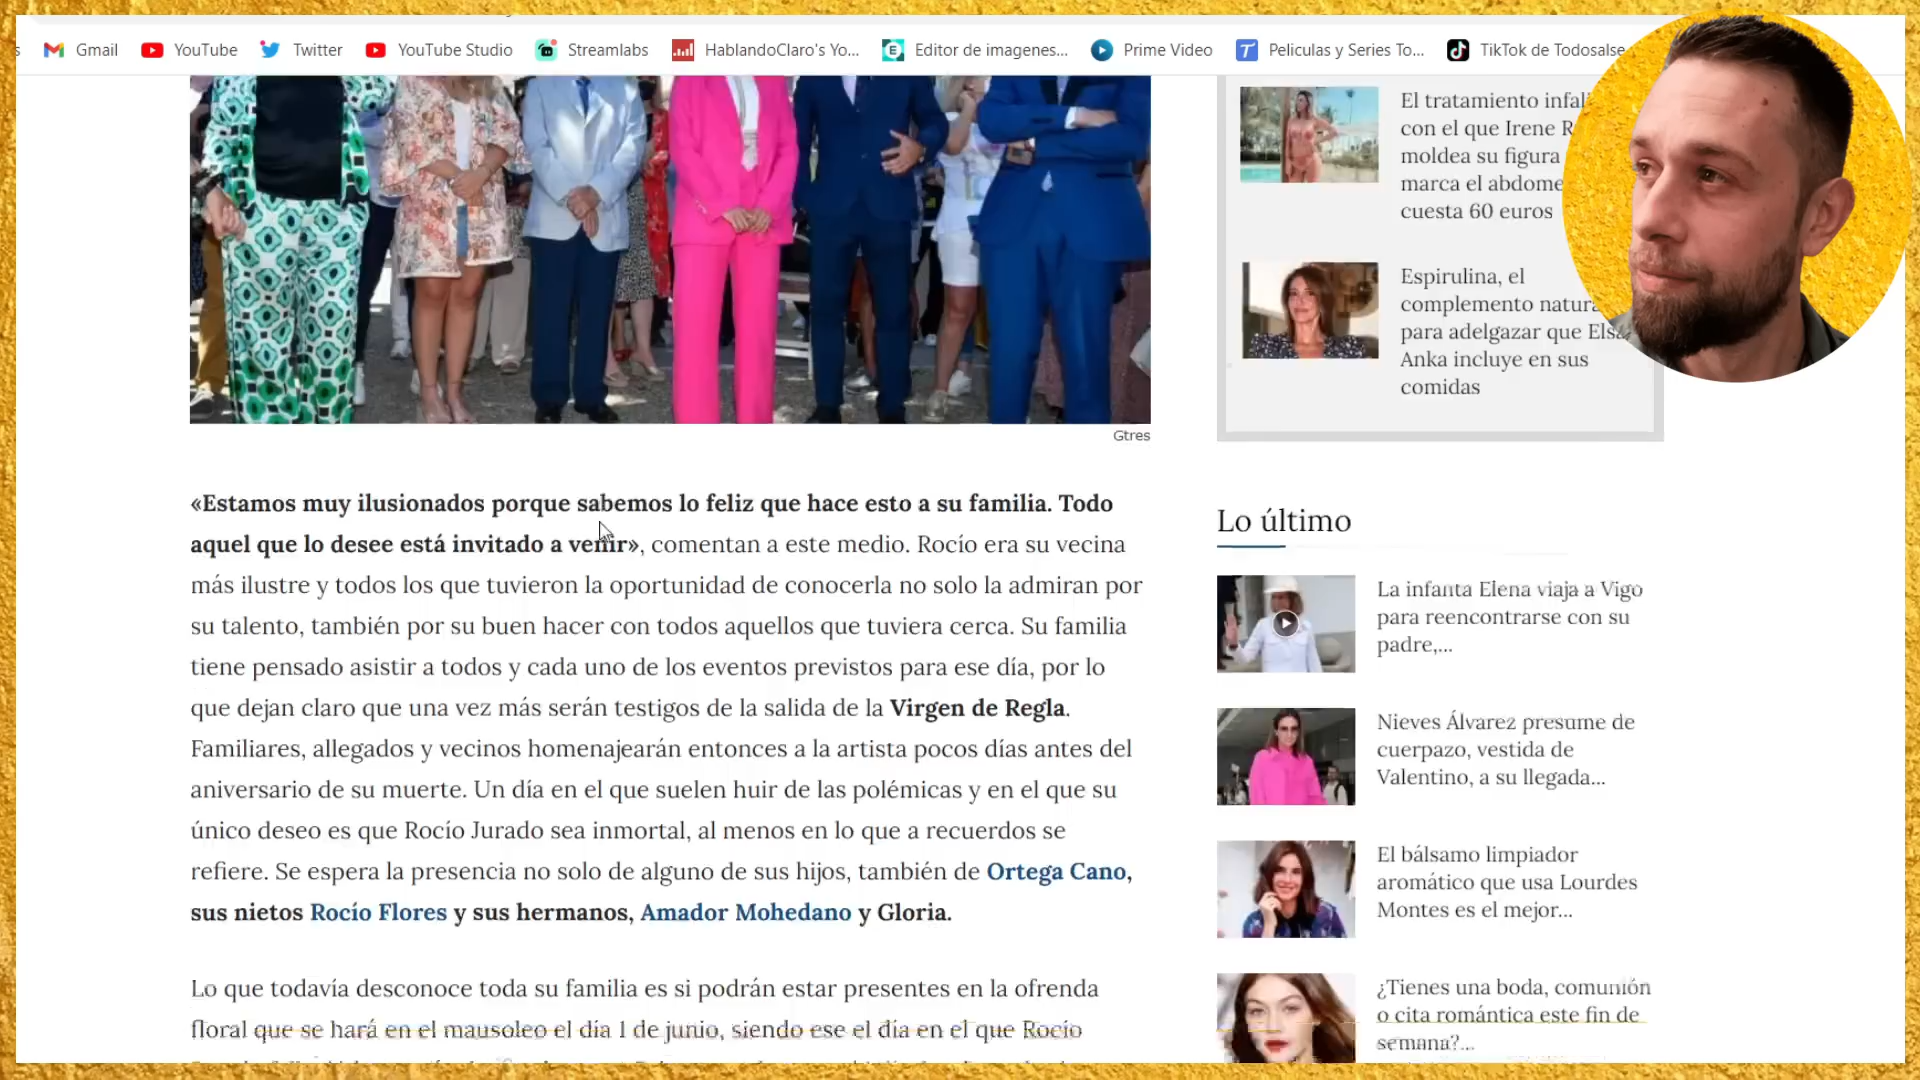 Gmail
YouTube
Twitter
YouTube Studio
Streamlabs
HablandoClaro's Yo...
Editor de imagenes...
Prime Video
Peliculas y Series To...
TikTok de Todosalse
El tratamiento infali
con el que Irene R
moldea su figura
marca el abdome
cuesta 60 euros
Espirulina, el
complemento natura
para adelgazar que Elsa
Anka incluye en sus
comidas
Gtres
«Estamos muy ilusionados porque sabemos lo feliz que hace esto a su familia. Todo
aquel que lo desee está invitado a venir», comentan a este medio. Rocío era su vecina
más ilustre y todos los que tuvieron la oportunidad de conocerla no solo la admiran por
su talento, también por su buen hacer con todos aquellos que tuviera cerca. Su familia
tiene pensado asistir a todos y cada uno de los eventos previstos para ese día, por lo
que dejan claro que una vez más serán testigos de la salida de la Virgen de Regla.
Familiares, allegados y vecinos homenajearán entonces a la artista pocos días antes del
aniversario de su muerte. Un día en el que suelen huir de las polémicas y en el que su
único deseo es que Rocío Jurado sea inmortal, al menos en lo que a recuerdos se
refiere. Se espera la presencia no solo de alguno de sus hijos, también de Ortega Cano,
sus nietos Rocío Flores y sus hermanos, Amador Mohedano y Gloria.
Lo que todavía desconoce toda su familia es si podrán estar presentes en la ofrenda
floral que se hará en el mausoleo el día 1 de junio, siendo ese el día en el que Rocío
Lo último
La infanta Elena viaja a Vigo
para reencontrarse con su
padre,...
Nieves Álvarez presume de
cuerpazo, vestida de
Valentino, a su llegada...
El bálsamo limpiador
aromático que usa Lourdes
Montes es el mejor...
¿Tienes una boda, comunión
o cita romántica este fin de
semana?...